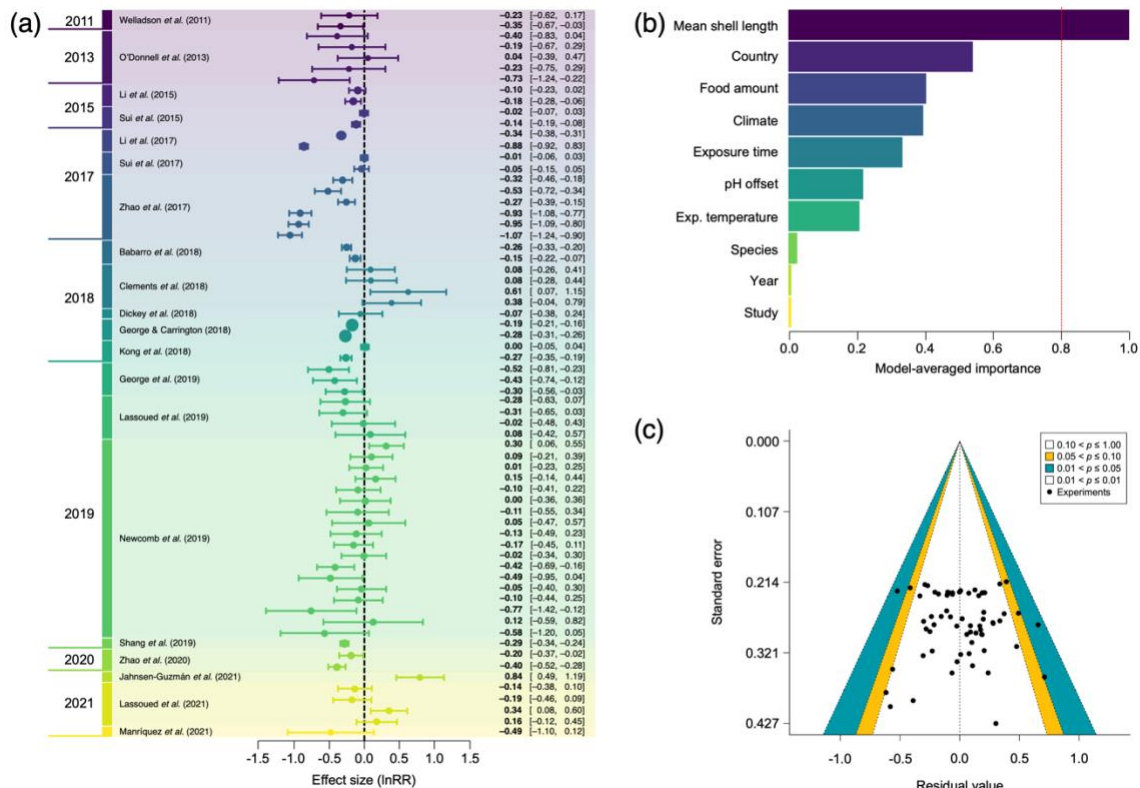 (a)
2011
Welladson et al. (2011)
−0.23 [−0.62, 0.17]
−0.35 [−0.67, −0.03]
2013
O'Donnell et al. (2013)
−0.40 [−0.83, 0.04]
−0.19 [−0.67, 0.29]
0.04 [−0.39, 0.47]
−0.23 [−0.75, 0.29]
−0.73 [−1.24, −0.22]
2015
Li et al. (2015)
−0.10 [−0.23, 0.02]
−0.18 [−0.28, −0.06]
Sui et al. (2015)
−0.02 [−0.07, 0.03]
−0.14 [−0.19, −0.08]
2017
Li et al. (2017)
−0.34 [−0.38, −0.31]
−0.88 [−0.92, 0.83]
Sui et al. (2017)
−0.01 [−0.06, 0.03]
−0.05 [−0.15, 0.05]
Zhao et al. (2017)
−0.32 [−0.46, −0.18]
−0.53 [−0.72, −0.34]
−0.27 [−0.39, −0.15]
−0.93 [−1.08, −0.77]
−0.95 [−1.09, −0.80]
−1.07 [−1.24, −0.90]
2018
Babarro et al. (2018)
−0.26 [−0.33, −0.20]
−0.15 [−0.22, −0.07]
Clements et al. (2018)
0.08 [−0.26, 0.41]
0.08 [−0.28, 0.44]
0.61 [ 0.07, 1.15]
0.38 [−0.04, 0.79]
Dickey et al. (2018)
−0.07 [−0.38, 0.24]
George & Carrington (2018)
−0.19 [−0.21, −0.16]
−0.28 [−0.31, −0.26]
Kong et al. (2018)
0.00 [−0.05, 0.04]
−0.27 [−0.35, −0.19]
2019
George et al. (2019)
−0.52 [−0.81, −0.23]
−0.43 [−0.74, −0.12]
−0.30 [−0.56, −0.03]
Lassoued et al. (2019)
−0.28 [−0.63, 0.07]
−0.31 [−0.65, 0.03]
−0.02 [−0.48, 0.43]
0.08 [−0.42, 0.57]
Newcomb et al. (2019)
0.30 [ 0.06, 0.55]
0.09 [−0.21, 0.39]
0.01 [−0.23, 0.25]
0.15 [−0.14, 0.44]
−0.10 [−0.41, 0.22]
0.00 [−0.36, 0.36]
−0.11 [−0.55, 0.34]
0.05 [−0.47, 0.57]
−0.13 [−0.49, 0.23]
−0.17 [−0.45, 0.11]
−0.02 [−0.34, 0.30]
−0.42 [−0.69, −0.16]
−0.49 [−0.95, 0.04]
−0.05 [−0.40, 0.30]
−0.10 [−0.44, 0.25]
−0.77 [−1.42, −0.12]
0.12 [−0.59, 0.82]
−0.58 [−1.20, 0.05]
Shang et al. (2019)
−0.29 [−0.34, −0.24]
2020
Zhao et al. (2020)
−0.20 [−0.37, −0.02]
−0.40 [−0.52, −0.28]
2021
Jahnsen-Guzmán et al. (2021)
0.84 [ 0.49, 1.19]
Lassoued et al. (2021)
−0.14 [−0.38, 0.10]
−0.19 [−0.46, 0.09]
0.34 [ 0.08, 0.60]
0.16 [−0.12, 0.45]
Manríquez et al. (2021)
−0.49 [−1.10, 0.12]
-1.5 -1.0 -0.5 0.0 0.5 1.0 1.5
Effect size (lnRR)
(b)
Mean shell length
Country
Food amount
Climate
Exposure time
pH offset
Exp. temperature
Species
Year
Study
0.0 0.2 0.4 0.6 0.8 1.0
Model-averaged importance
(c)
0.10 < p ≤ 1.00
0.05 < p ≤ 0.10
0.01 < p ≤ 0.05
0.01 < p ≤ 0.01
Experiments
Standard error
0.000
0.107
0.214
0.321
0.427
-1.0 -0.5 0.0 0.5 1.0
Residual value